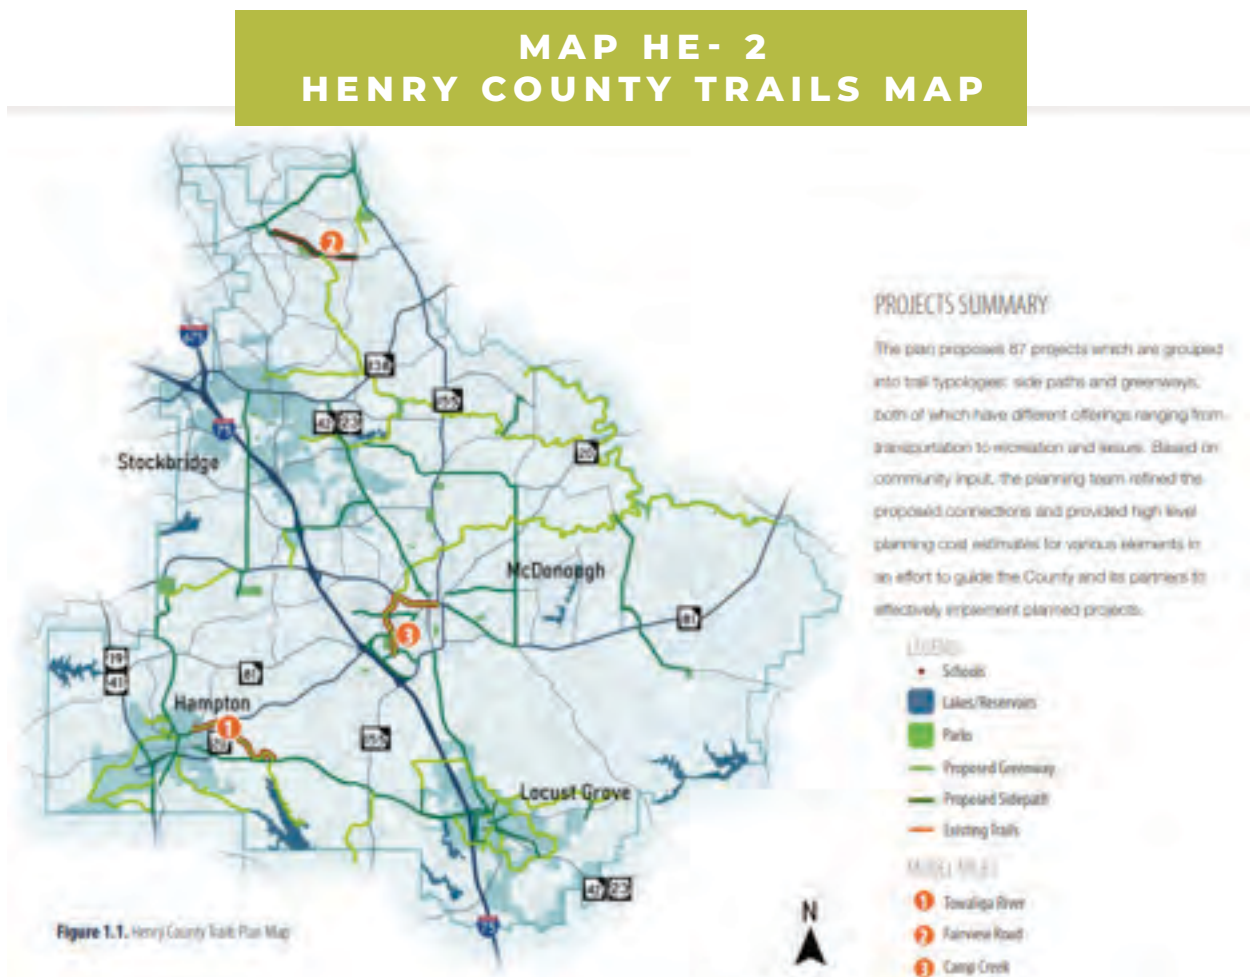 MAP HE- 2
HENRY COUNTY TRAILS MAP
2
675
138
155
75
42 23
Stockbridge
20
PROJECTS SUMMARY
The plan proposes 87 projects which are grouped
into trail typologies: side paths and greenways,
both of which have different offerings ranging from
transportation to recreation and leisure. Based on
community input, the planning team refined the
proposed connections and provided high level
planning cost estimates for various elements in
an effort to guide the County and its partners to
effectively implement planned projects.
McDonough
81
3
19
41
81
Hampton
1
20
155
Locust Grove
42 23
75
LEGEND
Schools
Lakes/Reservoirs
Parks
Proposed Greenway
Proposed Sidepath
Existing Trails
MODEL MILES
1 Towaliga River
2 Fairview Road
3 Camp Creek
N
Figure 1.1. Henry County Trails Plan Map